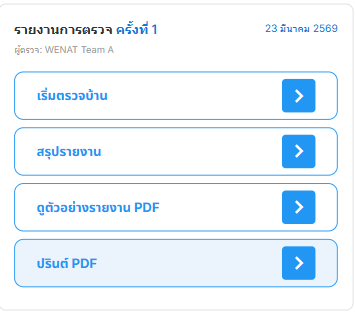 รายงานการตรวจ ครั้งที่ 1
23 มีนาคม 2569
ผู้ตรวจ: WENAT Team A
เริ่มตรวจบ้าน
สรุปรายงาน
ดูตัวอย่างรายงาน PDF
ปรินต์ PDF